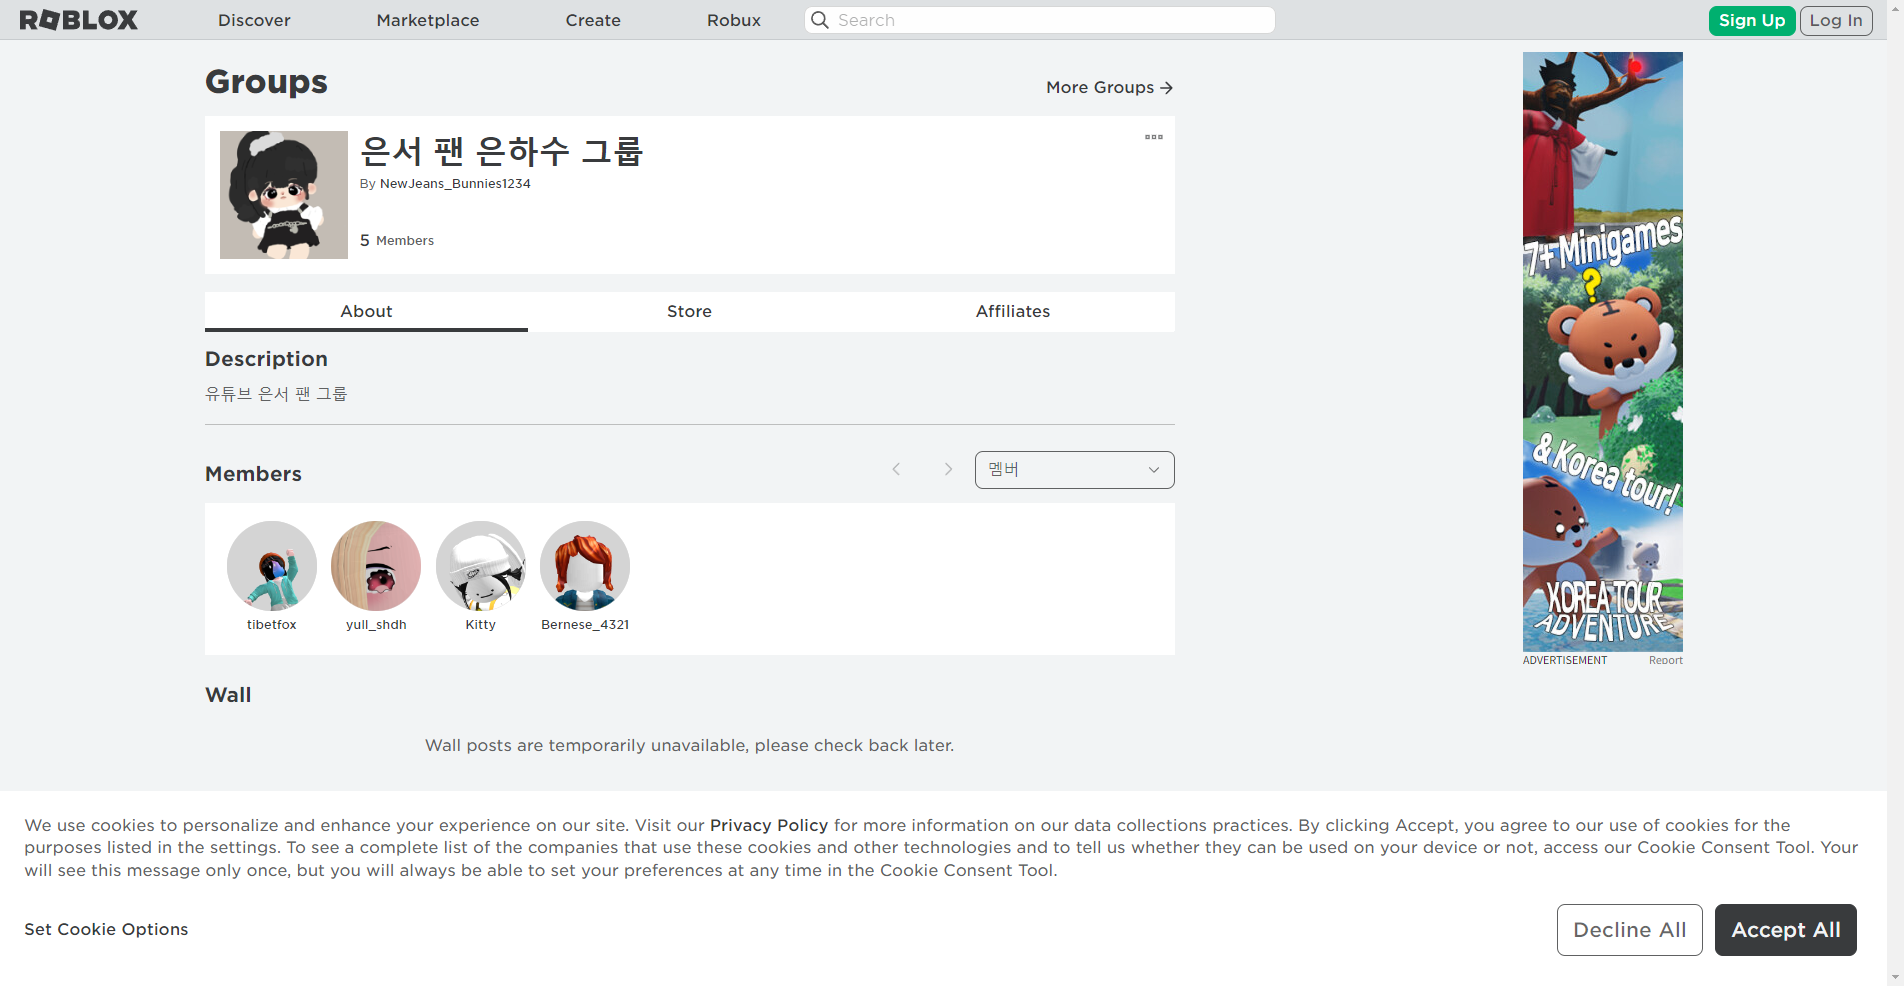 ROBLOX
Discover
Marketplace
Create
Robux
Search
Sign Up
Log In
Groups
More Groups →
은서 팬 은하수 그룹
By NewJeans_Bunnies1234
5 Members
About
Store
Affiliates
Description
유튜브 은서 팬 그룹
Members
멤버
tibetfox
yull_shdh
Kitty
Bernese_4321
Wall
Wall posts are temporarily unavailable, please check back later.
7+ Minigames
?
& Korea tour!
KOREA TOUR
ADVENTURE
ADVERTISEMENT
Report
We use cookies to personalize and enhance your experience on our site. Visit our Privacy Policy for more information on our data collections practices. By clicking Accept, you agree to our use of cookies for the
purposes listed in the settings. To see a complete list of the companies that use these cookies and other technologies and to tell us whether they can be used on your device or not, access our Cookie Consent Tool. Your
will see this message only once, but you will always be able to set your preferences at any time in the Cookie Consent Tool.
Set Cookie Options
Decline All
Accept All